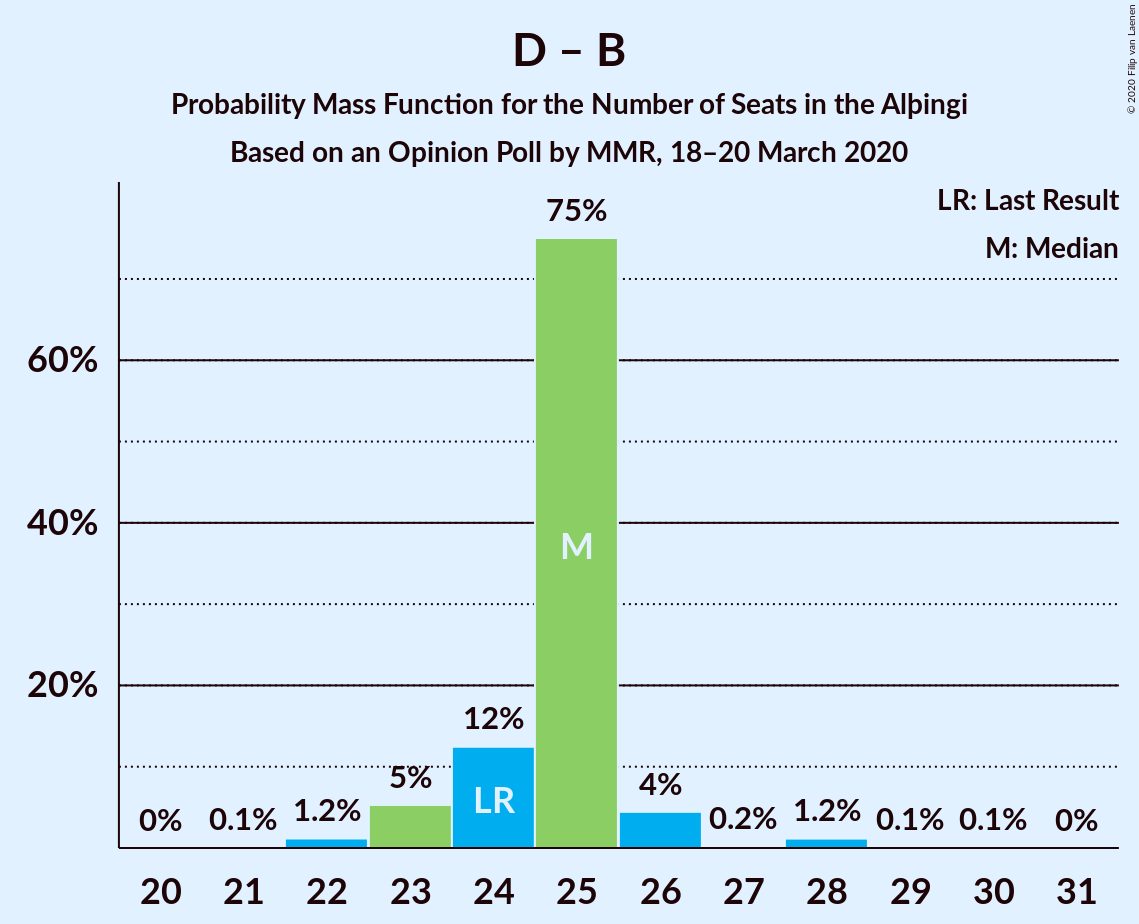 D – B
Probability Mass Function for the Number of Seats in the Alþingi
Based on an Opinion Poll by MMR, 18–20 March 2020
© 2020 Filip van Laenen
LR: Last Result
M: Median
60%
40%
20%
0%
0.1%
1.2%
5%
12%
75%
4%
0.2%
1.2%
0.1%
0.1%
0%
LR
M
20 21 22 23 24 25 26 27 28 29 30 31